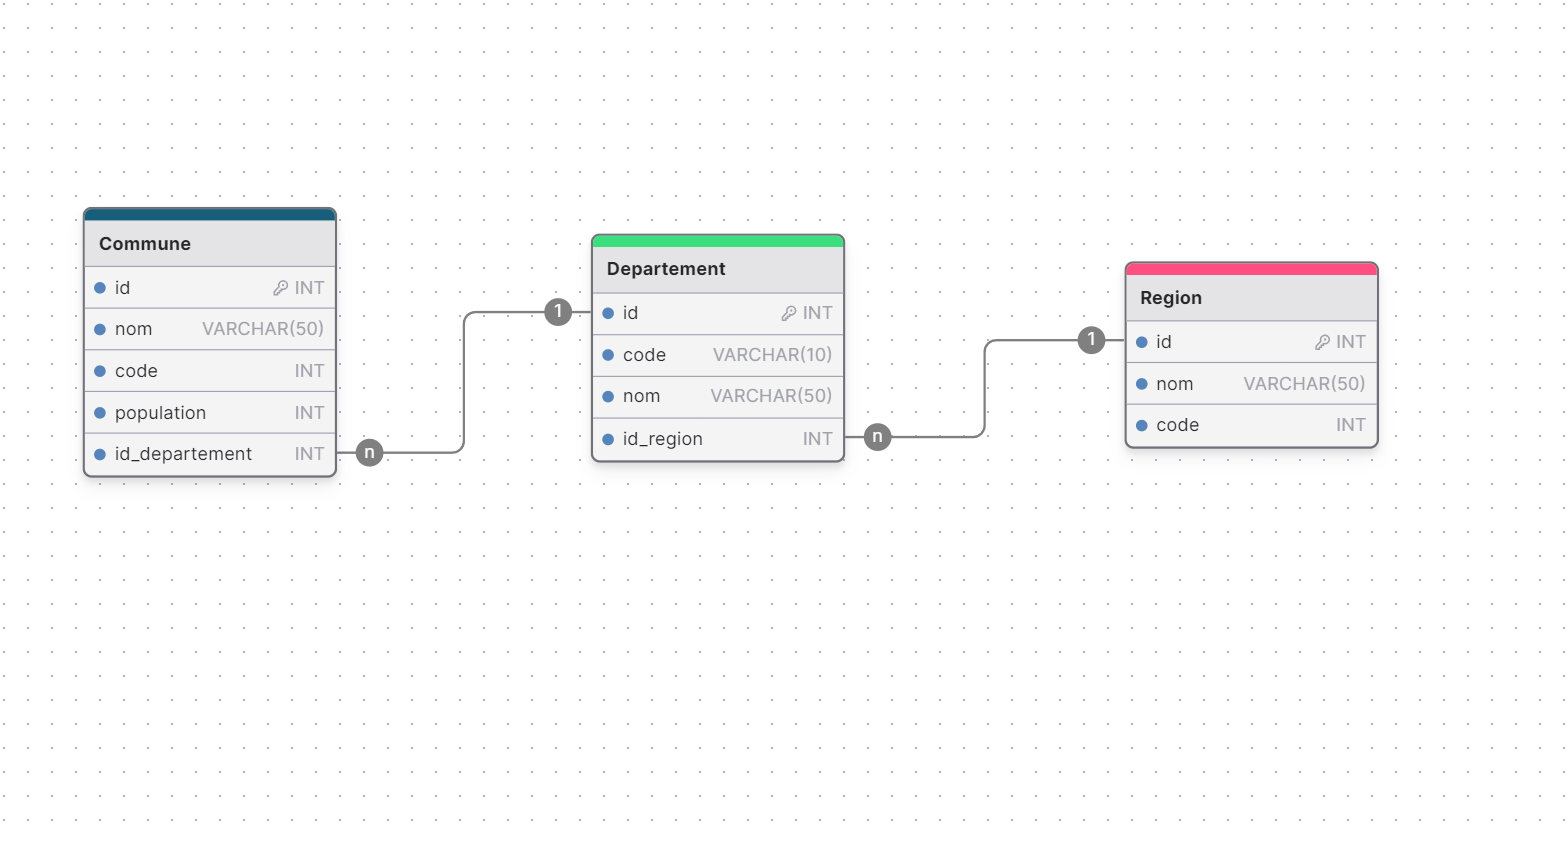 Commune
id INT
nom VARCHAR(50)
code INT
population INT
id_departement INT
n
1
Departement
id INT
code VARCHAR(10)
nom VARCHAR(50)
id_region INT
n
1
Region
id INT
nom VARCHAR(50)
code INT